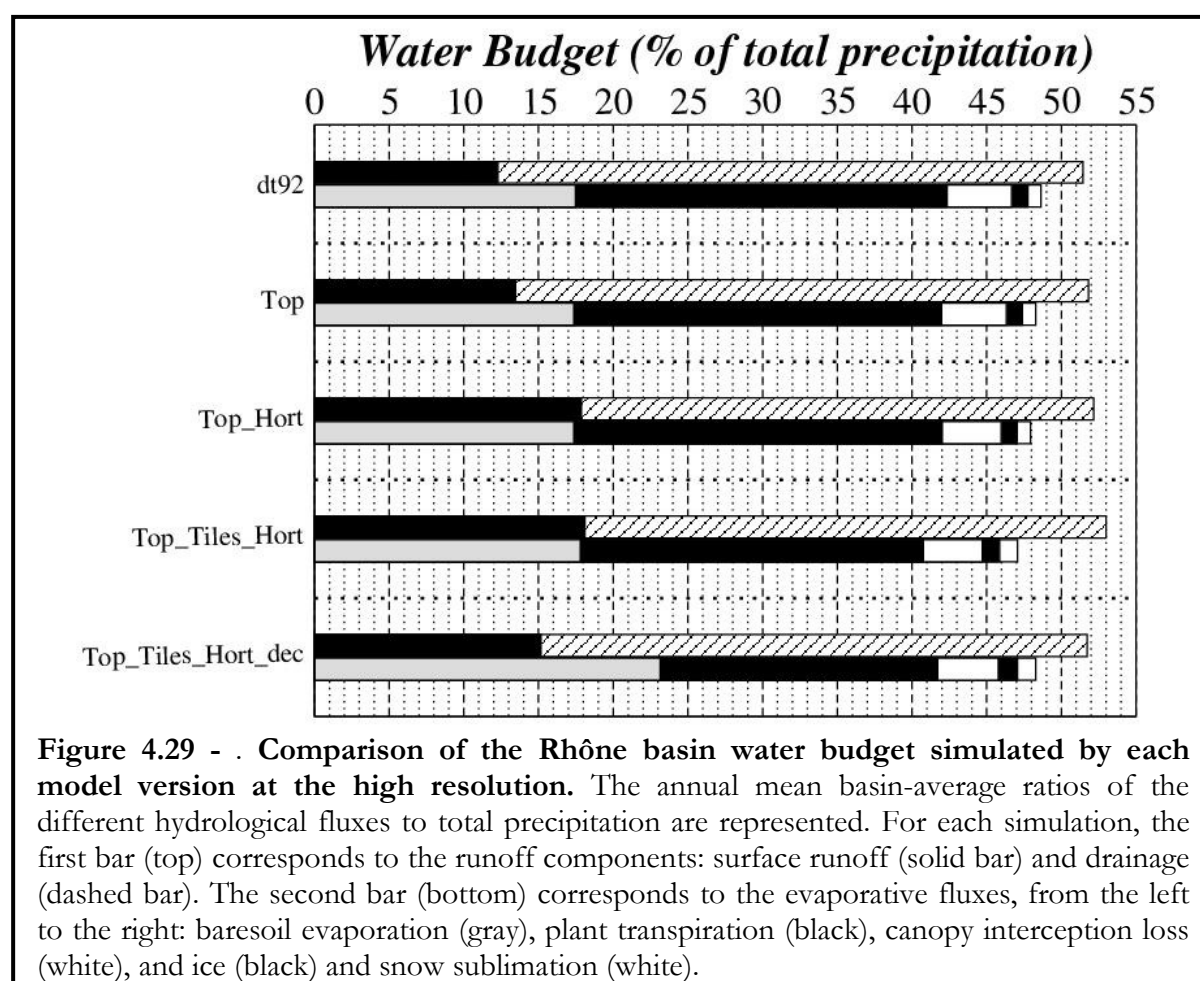 Water Budget (% of total precipitation)
0 5 10 15 20 25 30 35 40 45 50 55
dt92
Top
Top_Hort
Top_Tiles_Hort
Top_Tiles_Hort_dec
Figure 4.29 - . Comparison of the Rhône basin water budget simulated by each
model version at the high resolution. The annual mean basin-average ratios of the
different hydrological fluxes to total precipitation are represented. For each simulation, the
first bar (top) corresponds to the runoff components: surface runoff (solid bar) and drainage
(dashed bar). The second bar (bottom) corresponds to the evaporative fluxes, from the left
to the right: baresoil evaporation (gray), plant transpiration (black), canopy interception loss
(white), and ice (black) and snow sublimation (white).